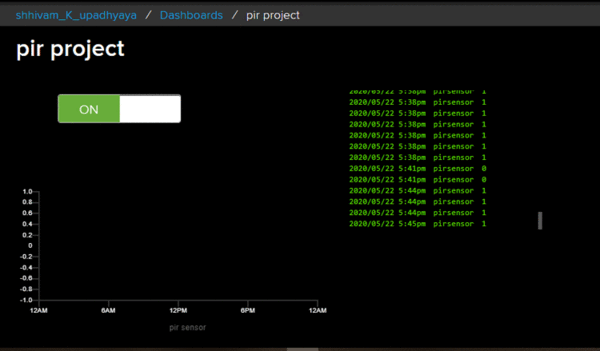 shhivam_K_upadhyaya / Dashboards / pir project
pir project
ON
2020/05/22 5:36pm pirsensor 1
2020/05/22 5:38pm pirsensor 1
2020/05/22 5:38pm pirsensor 1
2020/05/22 5:38pm pirsensor 1
2020/05/22 5:38pm pirsensor 1
2020/05/22 5:38pm pirsensor 1
2020/05/22 5:38pm pirsensor 1
2020/05/22 5:41pm pirsensor 0
2020/05/22 5:41pm pirsensor 0
2020/05/22 5:44pm pirsensor 1
2020/05/22 5:44pm pirsensor 1
2020/05/22 5:44pm pirsensor 1
2020/05/22 5:45pm pirsensor 1
1.0
0.8
0.6
0.4
0.2
0
-0.2
-0.4
-0.6
-0.8
-1.0
12AM 6AM 12PM 6PM 12AM
pir sensor